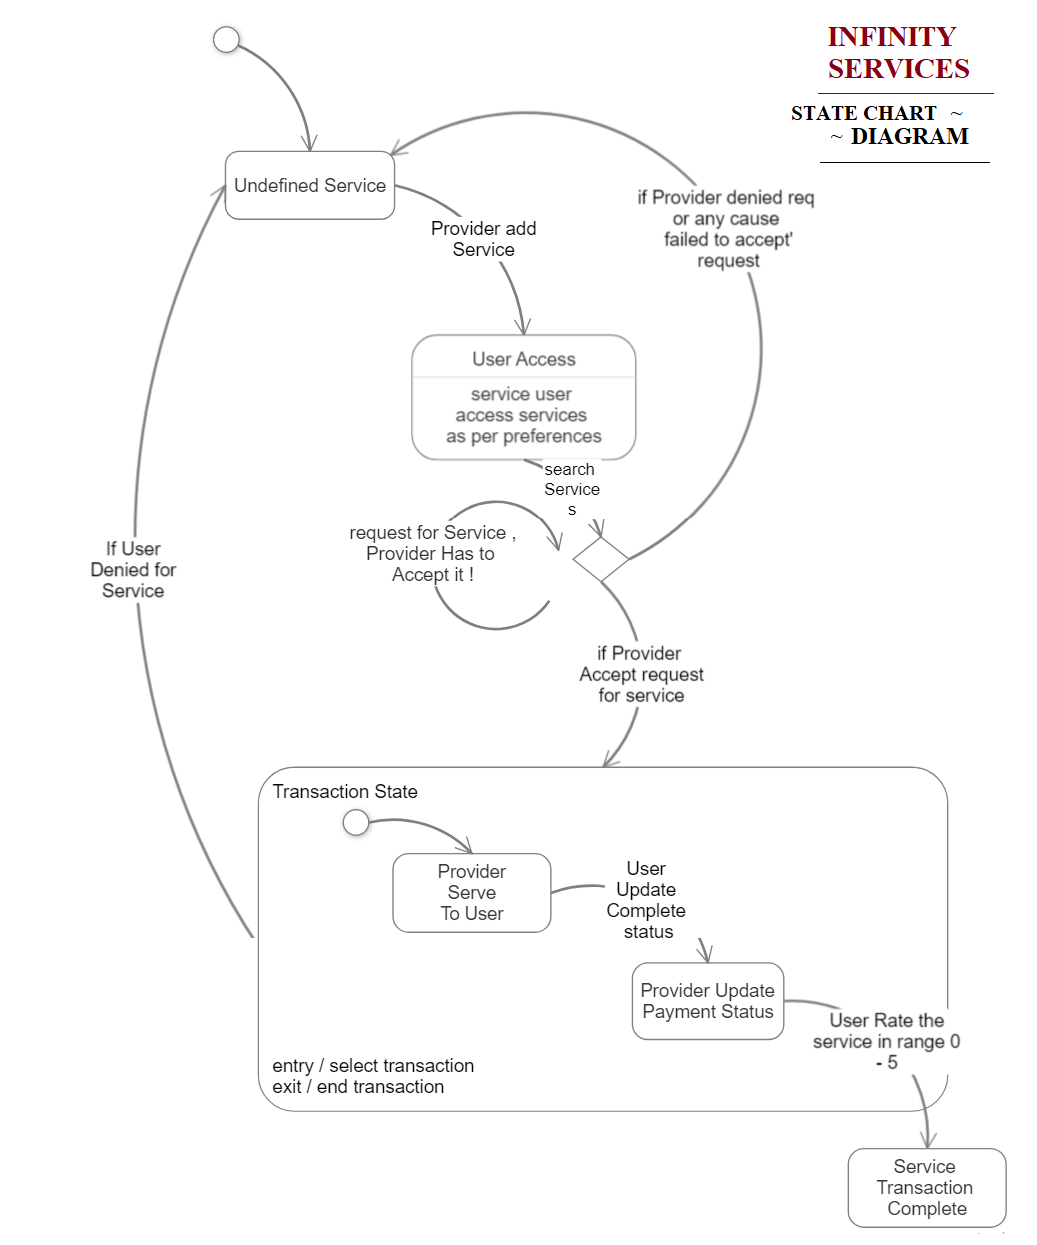 INFINITY
SERVICES
STATE CHART ~
~ DIAGRAM
Undefined Service
Provider add
Service
if Provider denied req
or any cause
failed to accept'
request
User Access
service user
access services
as per preferences
search
Service
s
request for Service ,
Provider Has to
Accept it !
If User
Denied for
Service
if Provider
Accept request
for service
Transaction State
Provider
Serve
To User
User
Update
Complete
status
Provider Update
Payment Status
User Rate the
service in range 0
- 5
entry / select transaction
exit / end transaction
Service
Transaction
Complete